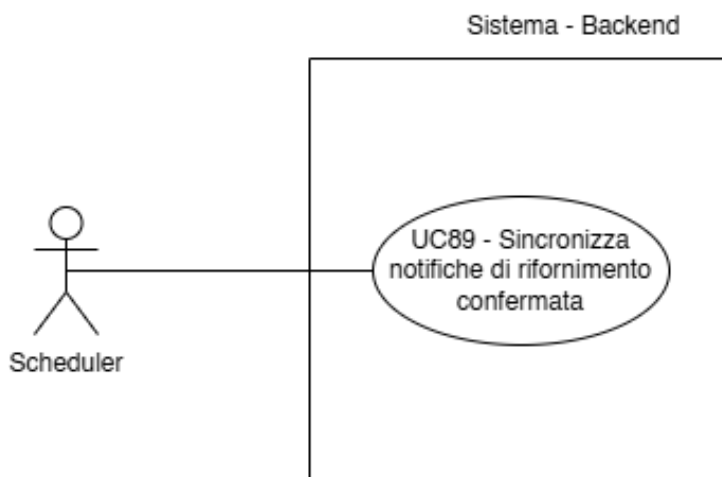 Sistema - Backend
UC89 - Sincronizza
notifiche di rifornimento
confermata
Scheduler